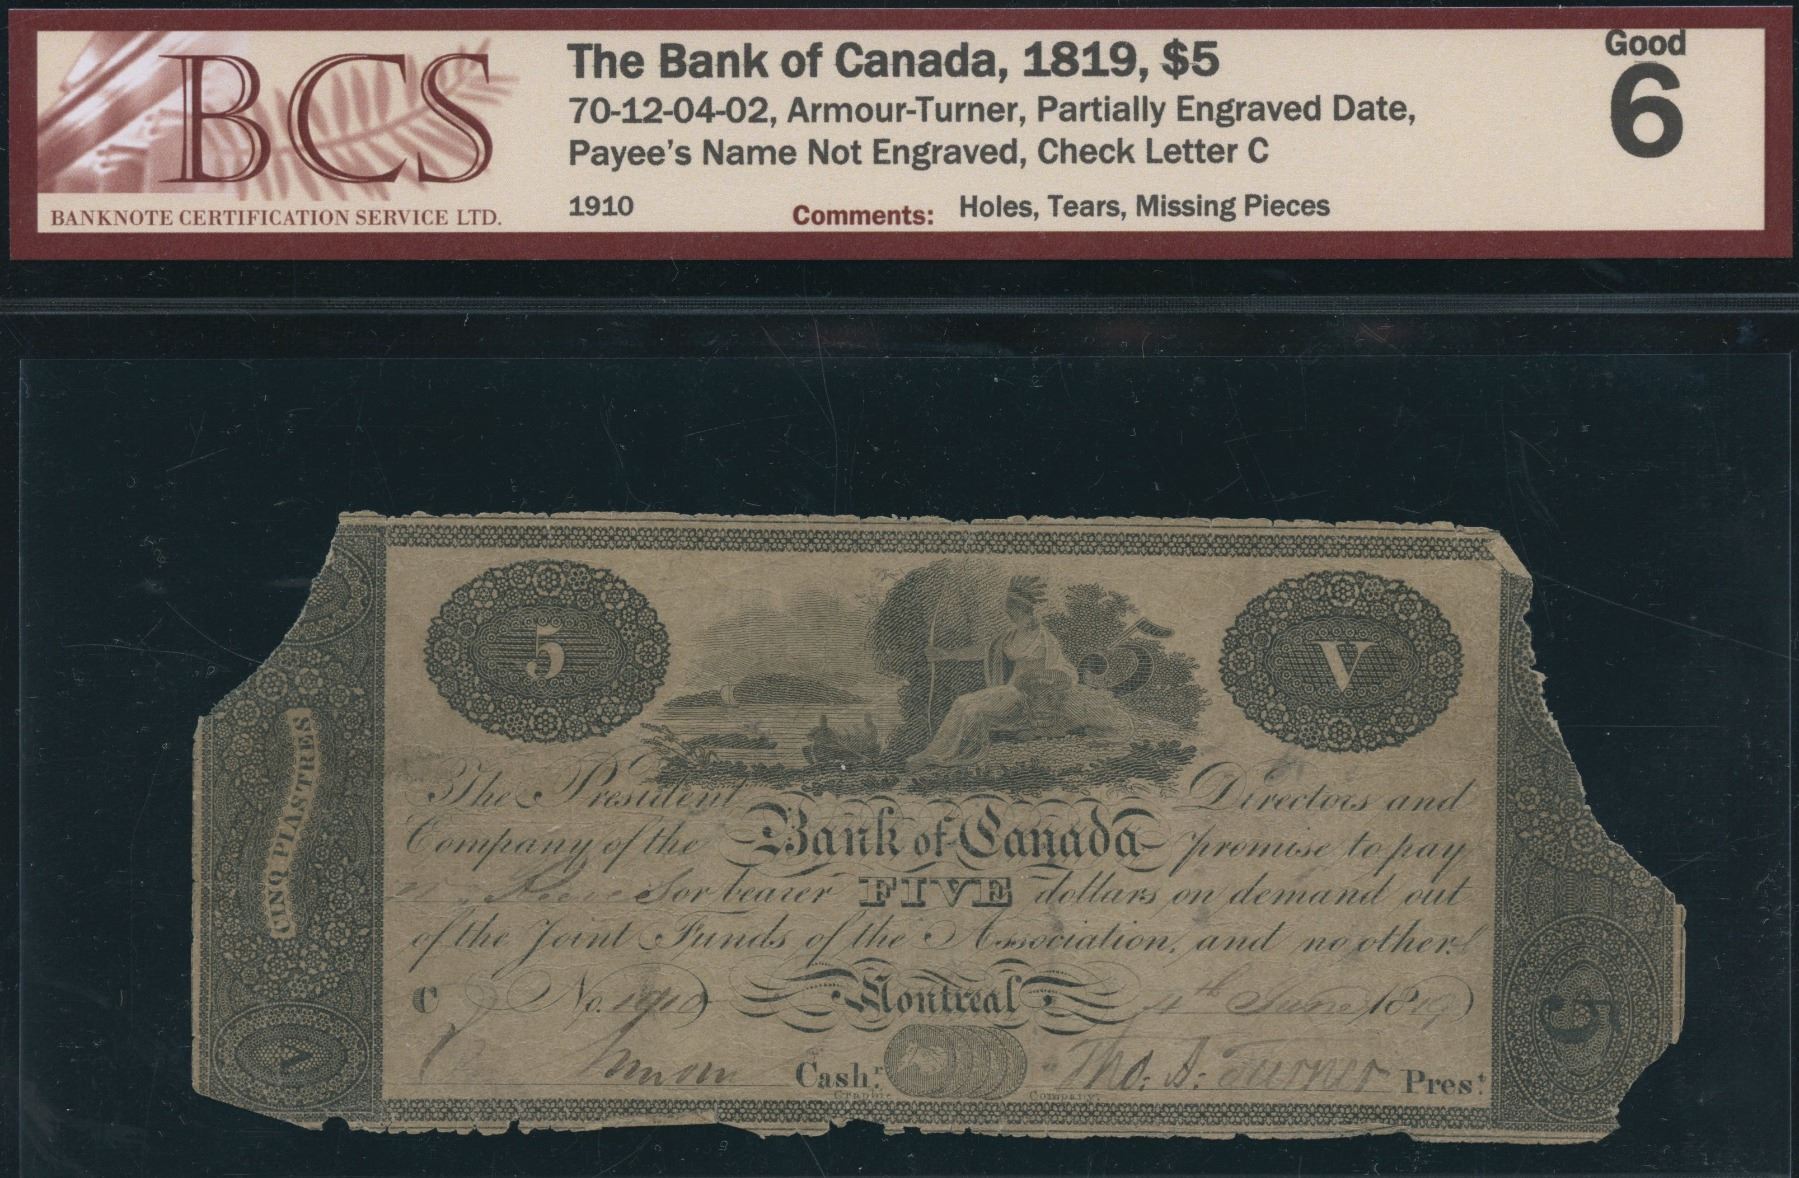 BCS
BANKNOTE CERTIFICATION SERVICE LTD.
The Bank of Canada, 1819, $5
70-12-04-02, Armour-Turner, Partially Engraved Date,
Payee's Name Not Engraved, Check Letter C
1910
Comments: Holes, Tears, Missing Pieces
Good
6
5
V
CINQ PIASTRES
The President Directors and
Company of the Bank of Canada promise to pay
or bearer FIVE dollars on demand out
of the Joint Funds of the Association, and no other.
C No. 1910 Montreal 4th June 1819
Cashr. Tho. A. Turner Prest
Graphic Company.
V
5